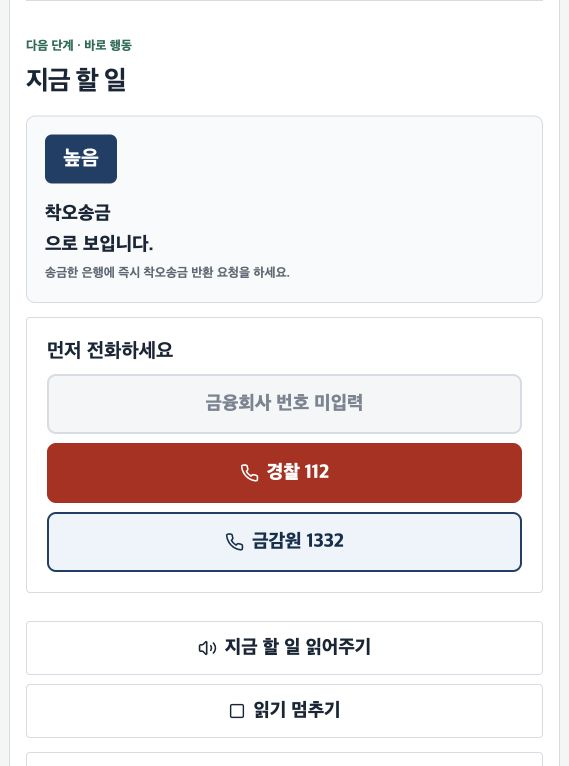 다음 단계 · 바로 행동
지금 할 일
높음
착오송금
으로 보입니다.
송금한 은행에 즉시 착오송금 반환 요청을 하세요.
먼저 전화하세요
금융회사 번호 미입력
경찰 112
금감원 1332
지금 할 일 읽어주기
읽기 멈추기